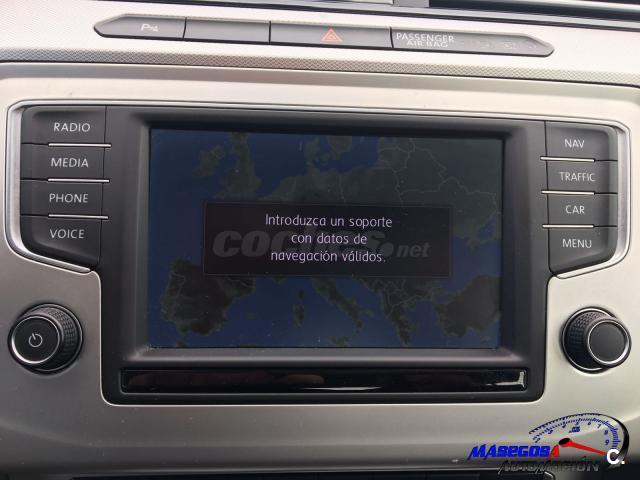 PASSENGER
AIR BAG
RADIO
MEDIA
PHONE
VOICE
NAV
TRAFFIC
CAR
MENU
Introduzca un soporte
con datos de
navegación válidos.
coches.net
MASEGOSA
AUTOMOCIÓN
C.